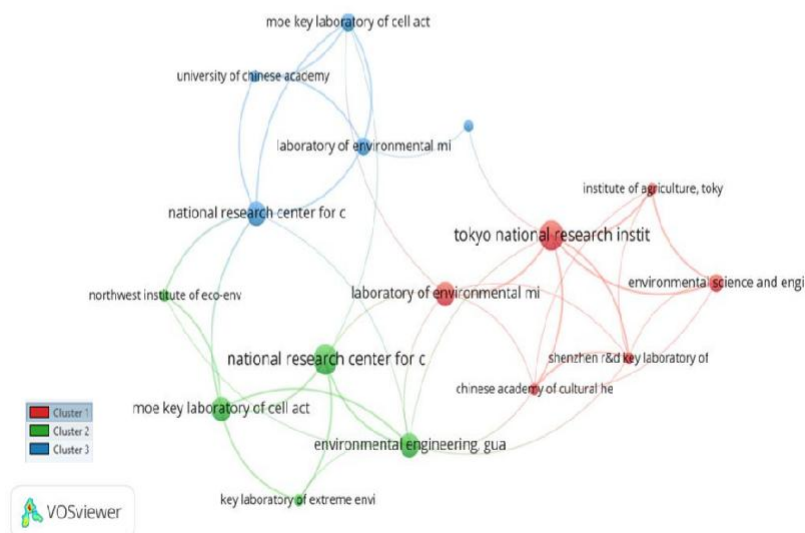 moe key laboratory of cell act
university of chinese academy
laboratory of environmental mi
institute of agriculture, toky
national research center for c
tokyo national research instit
environmental science and engi
northwest institute of eco-env
laboratory of environmental mi
national research center for c
shenzhen r&d key laboratory of
chinese academy of cultural he
moe key laboratory of cell act
Cluster 1
Cluster 2
Cluster 3
environmental engineering, gua
key laboratory of extreme envi
VOSviewer